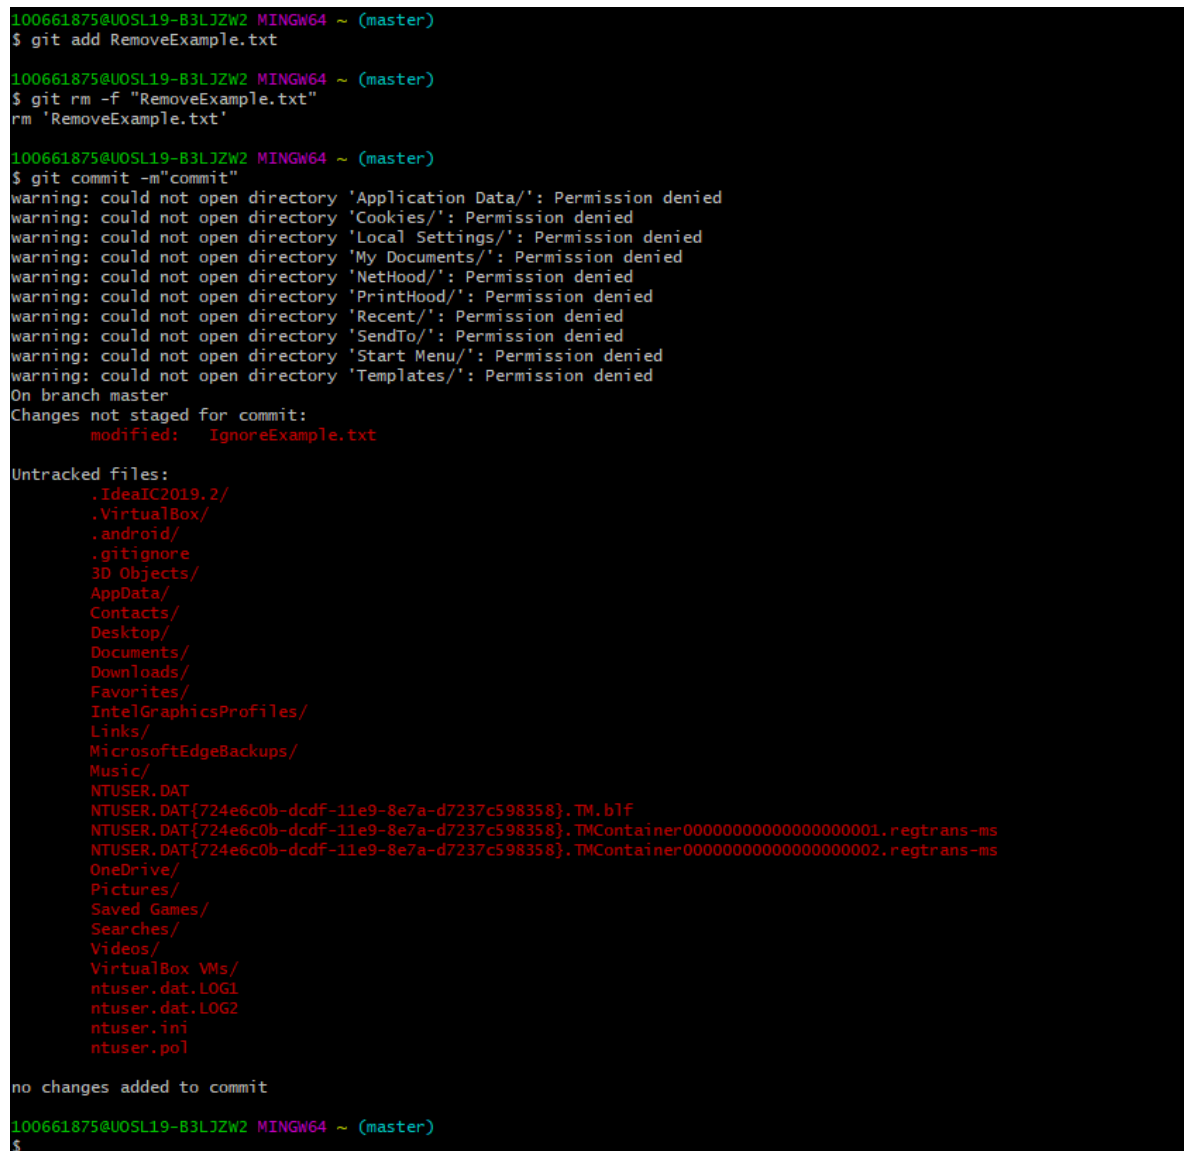 100661875@UOSL19-B3LJZW2 MINGW64 ~ (master)
$ git add RemoveExample.txt

100661875@UOSL19-B3LJZW2 MINGW64 ~ (master)
$ git rm -f "RemoveExample.txt"
rm 'RemoveExample.txt'

100661875@UOSL19-B3LJZW2 MINGW64 ~ (master)
$ git commit -m"commit"
warning: could not open directory 'Application Data/': Permission denied
warning: could not open directory 'Cookies/': Permission denied
warning: could not open directory 'Local Settings/': Permission denied
warning: could not open directory 'My Documents/': Permission denied
warning: could not open directory 'NetHood/': Permission denied
warning: could not open directory 'PrintHood/': Permission denied
warning: could not open directory 'Recent/': Permission denied
warning: could not open directory 'SendTo/': Permission denied
warning: could not open directory 'Start Menu/': Permission denied
warning: could not open directory 'Templates/': Permission denied
On branch master
Changes not staged for commit:
        modified:   IgnoreExample.txt

Untracked files:
        .IdeaIC2019.2/
        .VirtualBox/
        .android/
        .gitignore
        3D Objects/
        AppData/
        Contacts/
        Desktop/
        Documents/
        Downloads/
        Favorites/
        IntelGraphicsProfiles/
        Links/
        MicrosoftEdgeBackups/
        Music/
        NTUSER.DAT
        NTUSER.DAT{724e6c0b-dcdf-11e9-8e7a-d7237c598358}.TM.blf
        NTUSER.DAT{724e6c0b-dcdf-11e9-8e7a-d7237c598358}.TMContainer00000000000000000001.regtrans-ms
        NTUSER.DAT{724e6c0b-dcdf-11e9-8e7a-d7237c598358}.TMContainer00000000000000000002.regtrans-ms
        OneDrive/
        Pictures/
        Saved Games/
        Searches/
        Videos/
        VirtualBox VMs/
        ntuser.dat.LOG1
        ntuser.dat.LOG2
        ntuser.ini
        ntuser.pol

no changes added to commit

100661875@UOSL19-B3LJZW2 MINGW64 ~ (master)
$